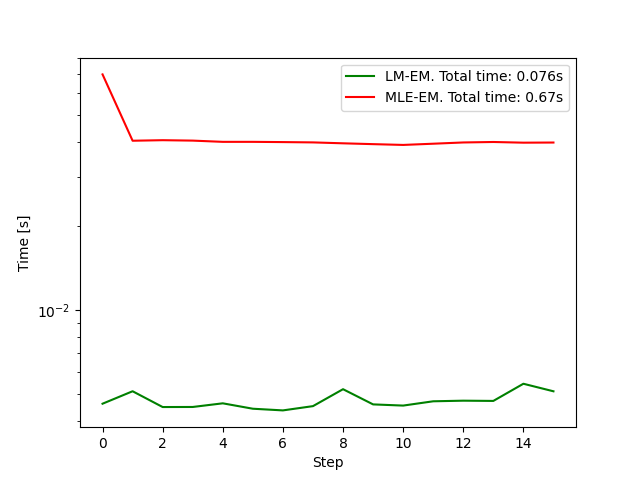 LM-EM. Total time: 0.076s
MLE-EM. Total time: 0.67s
Time [s]
10⁻²
0 2 4 6 8 10 12 14
Step